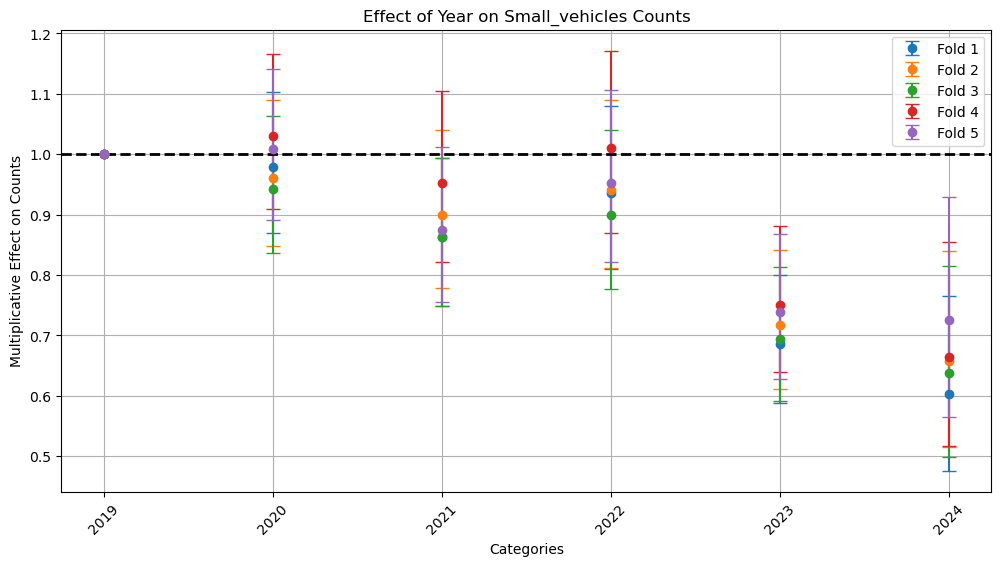 Effect of Year on Small_vehicles Counts
Multiplicative Effect on Counts
1.2
1.1
1.0
0.9
0.8
0.7
0.6
0.5
Fold 1
Fold 2
Fold 3
Fold 4
Fold 5
2019
2020
2021
2022
2023
2024
Categories